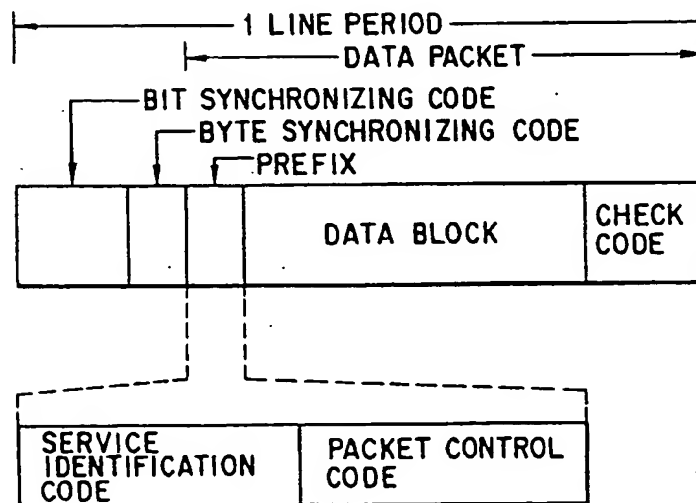 1 LINE PERIOD
DATA PACKET
BIT SYNCHRONIZING CODE
BYTE SYNCHRONIZING CODE
PREFIX
DATA BLOCK
CHECK
CODE
SERVICE
IDENTIFICATION
CODE
PACKET CONTROL
CODE